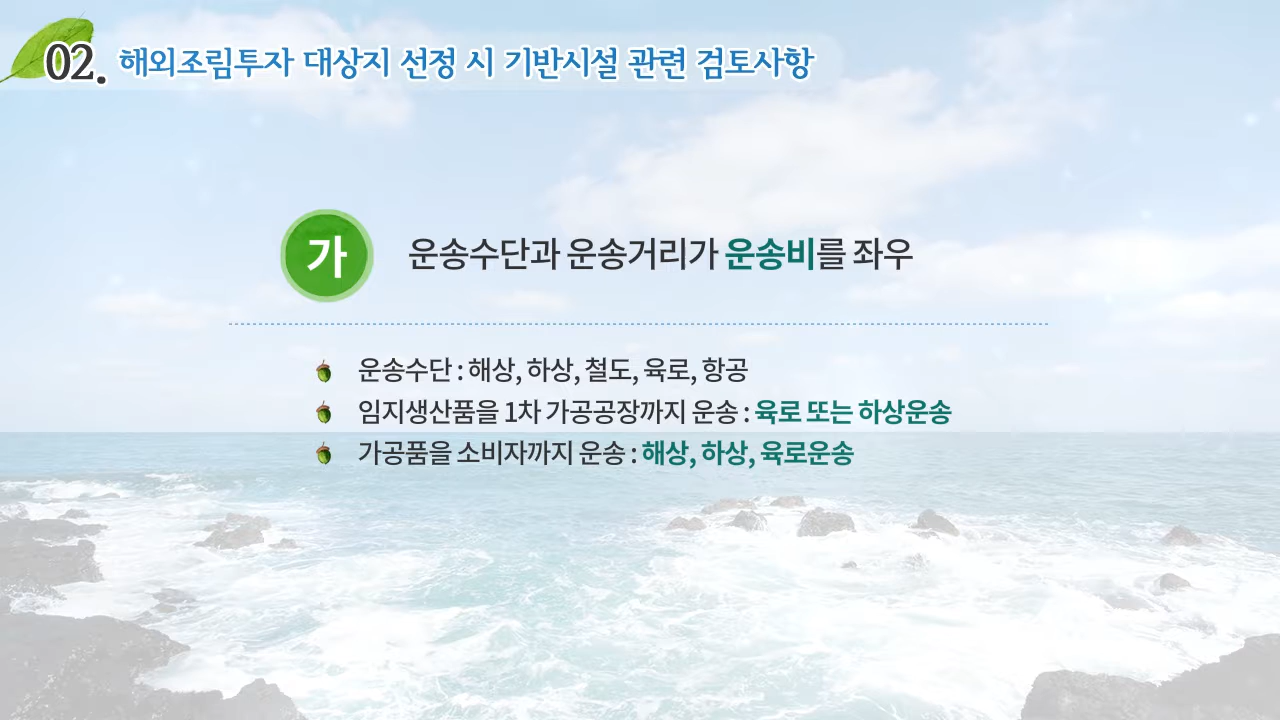 02. 해외조림투자 대상지 선정 시 기반시설 관련 검토사항
가 운송수단과 운송거리가 운송비를 좌우
운송수단 : 해상, 하상, 철도, 육로, 항공
임지생산품을 1차 가공공장까지 운송 : 육로 또는 하상운송
가공품을 소비자까지 운송 : 해상, 하상, 육로운송